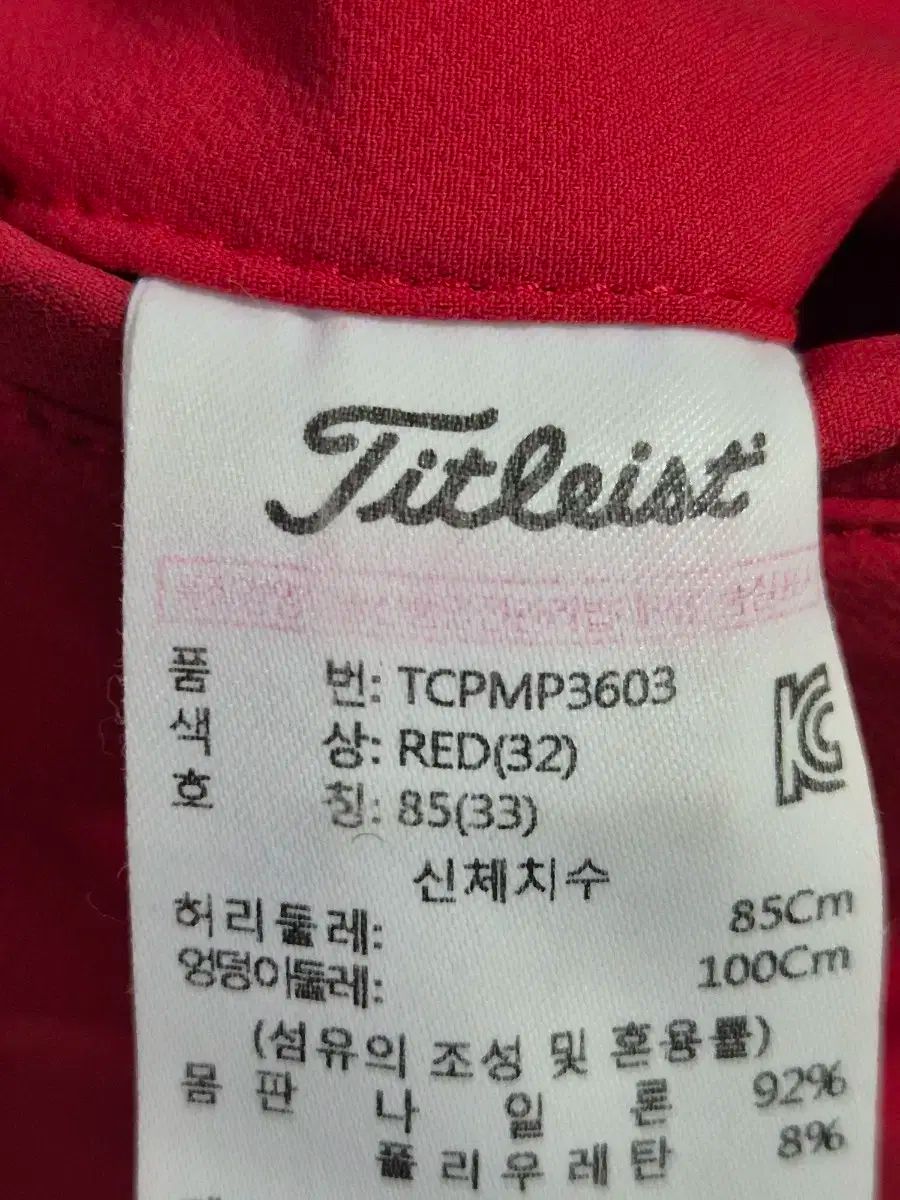 Titleist
품 번: TCPMP3603
색 상: RED(32)
호 칭: 85(33)
KC
신체치수
허리둘레: 85Cm
엉덩이둘레: 100Cm
(섬유의 조성 및 혼용률)
몸 판 나 일 론 92%
폴 리 우 레 탄 8%